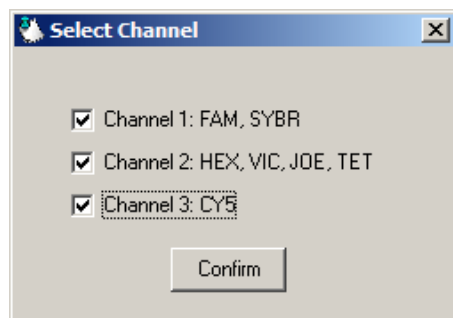 Select Channel
Channel 1: FAM, SYBR
Channel 2: HEX, VIC, JOE, TET
Channel 3: CY5
Confirm